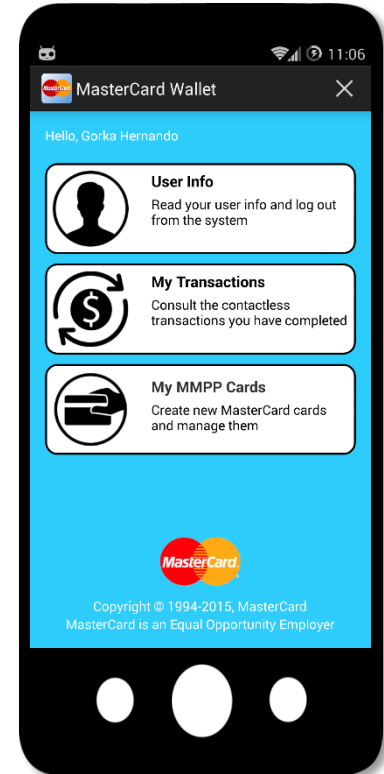 11:06
MasterCard
MasterCard Wallet
Hello, Gorka Hernando
User Info
Read your user info and log out
from the system
$
My Transactions
Consult the contactless
transactions you have completed
My MMPP Cards
Create new MasterCard cards
and manage them
MasterCard
Copyright © 1994-2015, MasterCard
MasterCard is an Equal Opportunity Employer